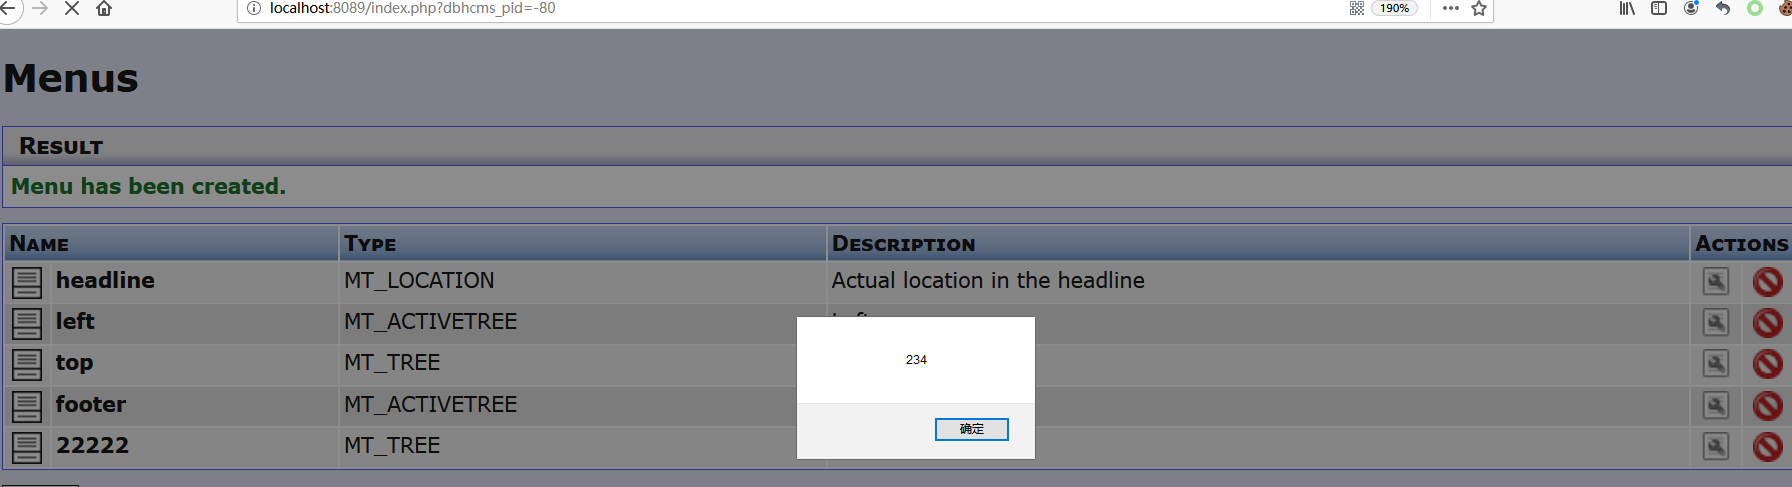 localhost:8089/index.php?dbhcms_pid=-80
190%
Menus
RESULT
Menu has been created.
NAME TYPE DESCRIPTION ACTIONS
headline MT_LOCATION Actual location in the headline
left MT_ACTIVETREE
top MT_TREE
footer MT_ACTIVETREE
22222 MT_TREE
234
确定